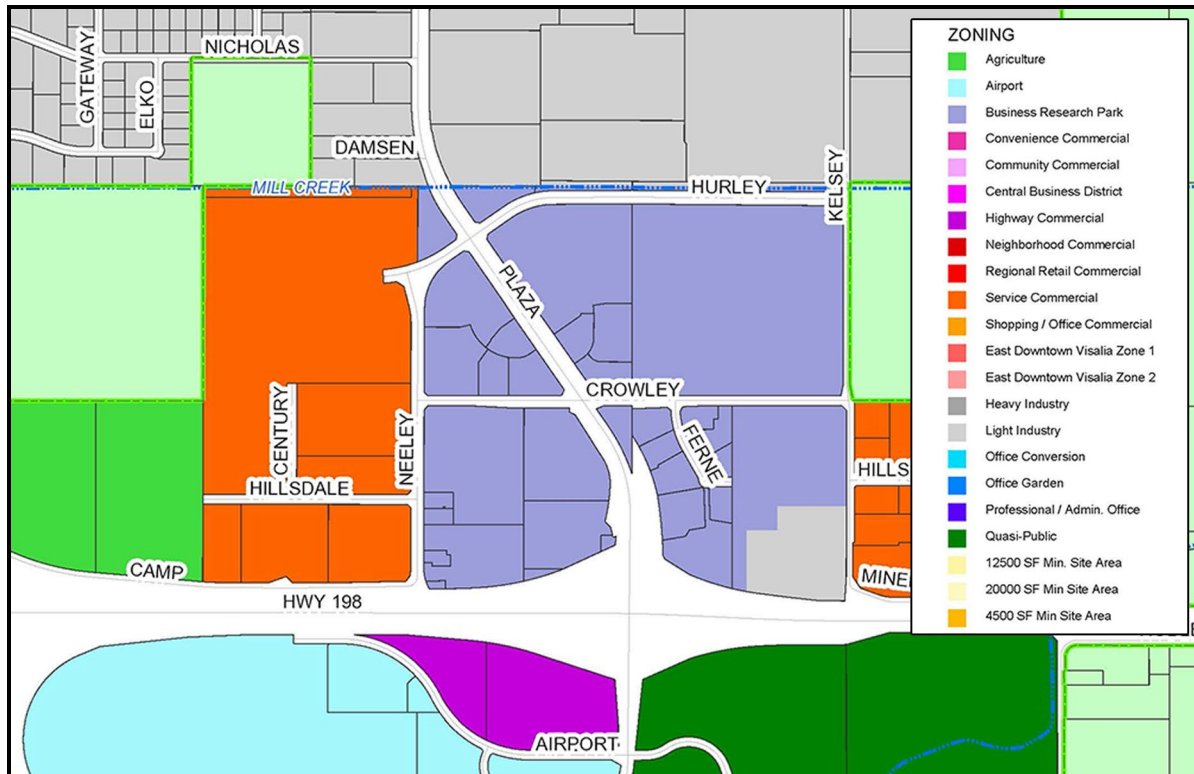 NICHOLAS
GATEWAY
ELKO
DAMSEN
MILL CREEK
HURLEY
KELSEY
PLAZA
CROWLEY
CENTURY
NEELEY
FERNE
HILLSDALE
HILLS
CAMP
HWY 198
MINE
AIRPORT
ZONING
Agriculture
Airport
Business Research Park
Convenience Commercial
Community Commercial
Central Business District
Highway Commercial
Neighborhood Commercial
Regional Retail Commercial
Service Commercial
Shopping / Office Commercial
East Downtown Visalia Zone 1
East Downtown Visalia Zone 2
Heavy Industry
Light Industry
Office Conversion
Office Garden
Professional / Admin. Office
Quasi-Public
12500 SF Min. Site Area
20000 SF Min Site Area
4500 SF Min Site Area